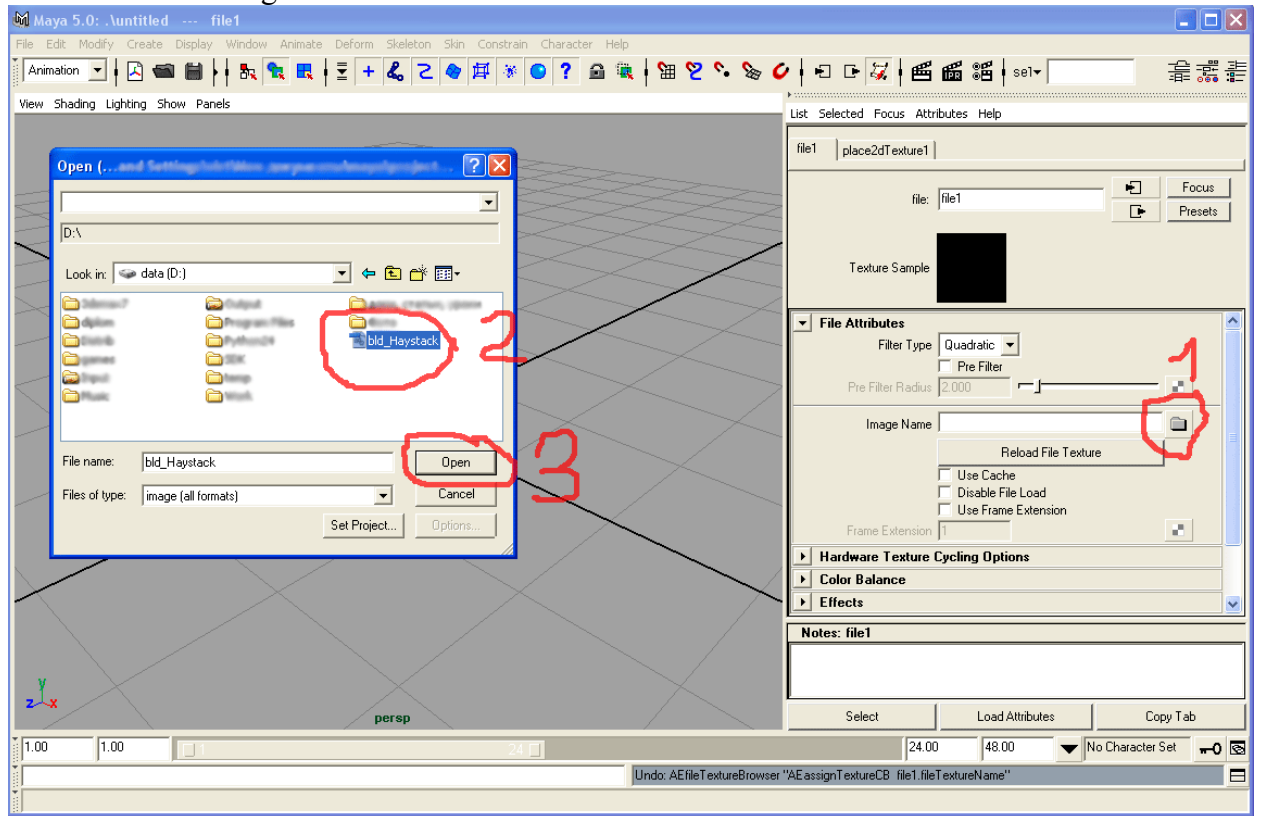 Maya 5.0: .\untitled --- file1
File Edit Modify Create Display Window Animate Deform Skeleton Skin Constrain Character Help
Animation
sel
View Shading Lighting Show Panels
List Selected Focus Attributes Help
file1 place2dTexture1
file: file1 Focus
Presets
Texture Sample
File Attributes
Filter Type Quadratic
Pre Filter
Pre Filter Radius 2.000
1
Image Name
Reload File Texture
Use Cache
Disable File Load
Use Frame Extension
Frame Extension 1
Hardware Texture Cycling Options
Color Balance
Effects
Notes: file1
Select Load Attributes Copy Tab
Open (...and Settings
D:\
Look in: data (D:)
3dsmax7 Output
diplom Program Files
Distrib Python24 bld_Haystack
games SDK
Input temp
Music Work
2
File name: bld_Haystack Open
Files of type: image (all formats) Cancel
Set Project... Options...
3
y
z x
persp
1.00 1.00 1 24 24.00 48.00 No Character Set
Undo: AEfileTextureBrowser "AEassignTextureCB file1.fileTextureName"